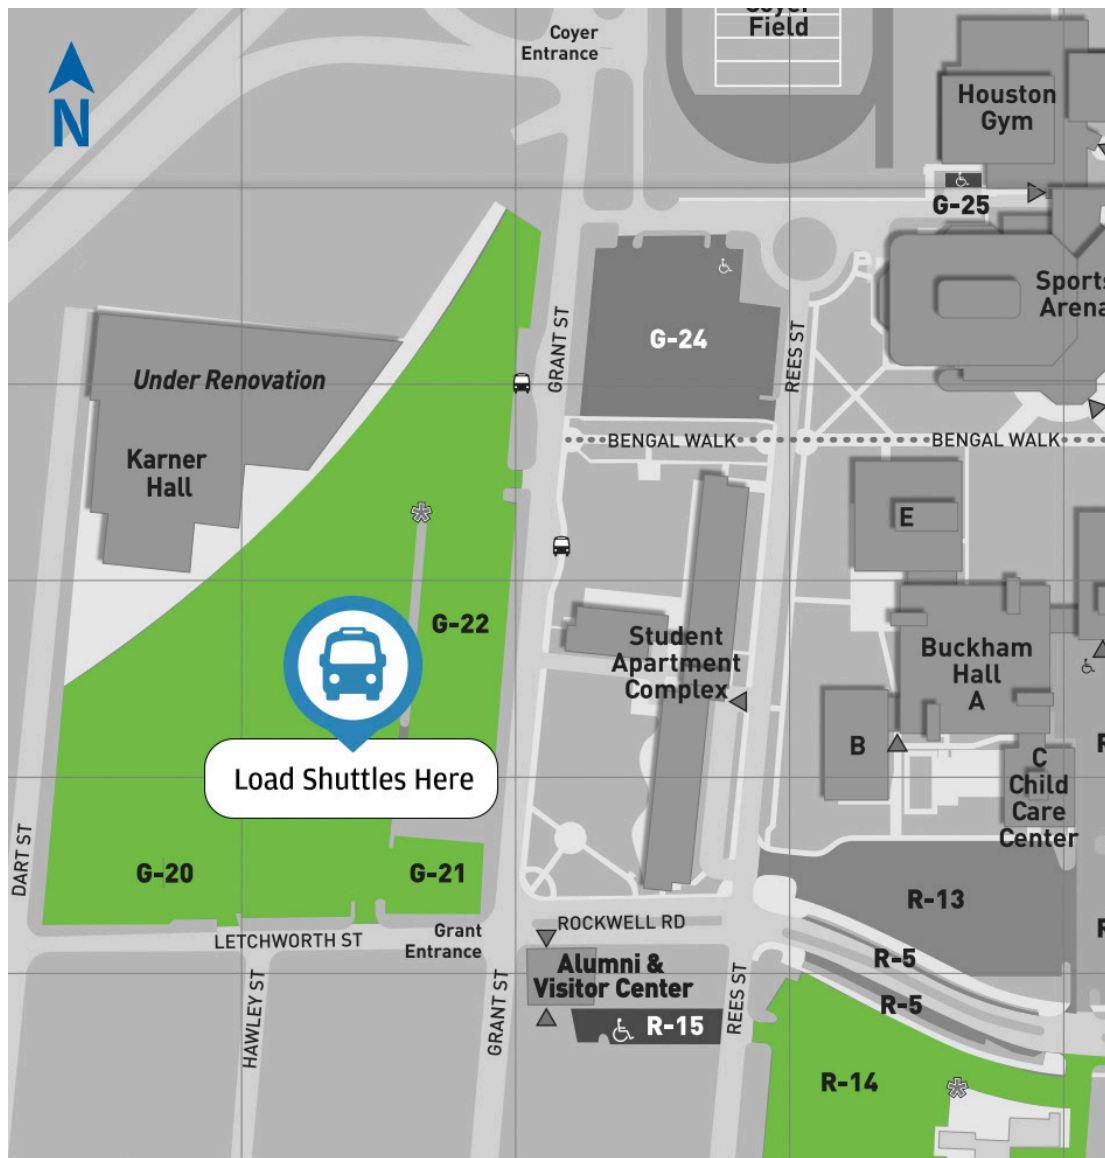 Coyer
Field
Coyer
Entrance
N
Houston
Gym
G-25
Sports
Arena
GRANT ST
G-24
REES ST
Under Renovation
Karner
Hall
BENGAL WALK
BENGAL WALK
E
G-22
Student
Apartment
Complex
Buckham
Hall
A
B
C
Child
Care
Center
Load Shuttles Here
DART ST
G-20
G-21
R-13
ROCKWELL RD
LETCHWORTH ST
Grant
Entrance
R-5
Alumni &
Visitor Center
R-5
HAWLEY ST
GRANT ST
REES ST
R-15
R-14